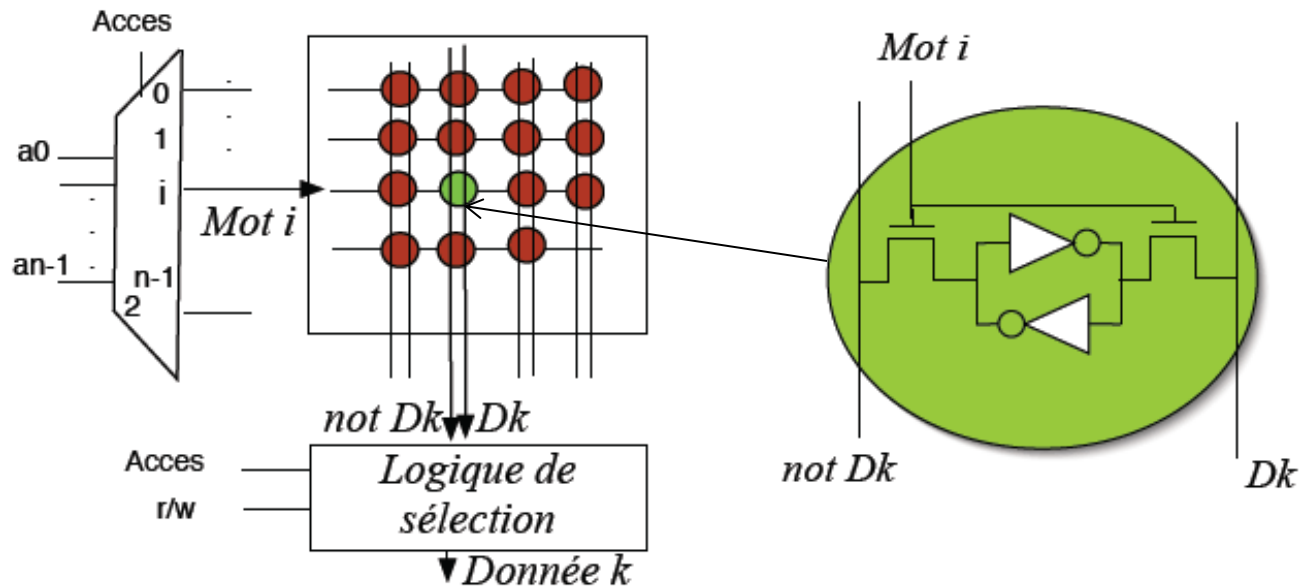 Acces
0
1
a0
i
Mot i
an-1
n-1
2
not Dk
Dk
Acces
r/w
Logique de
sélection
Donnée k
Mot i
not Dk
Dk